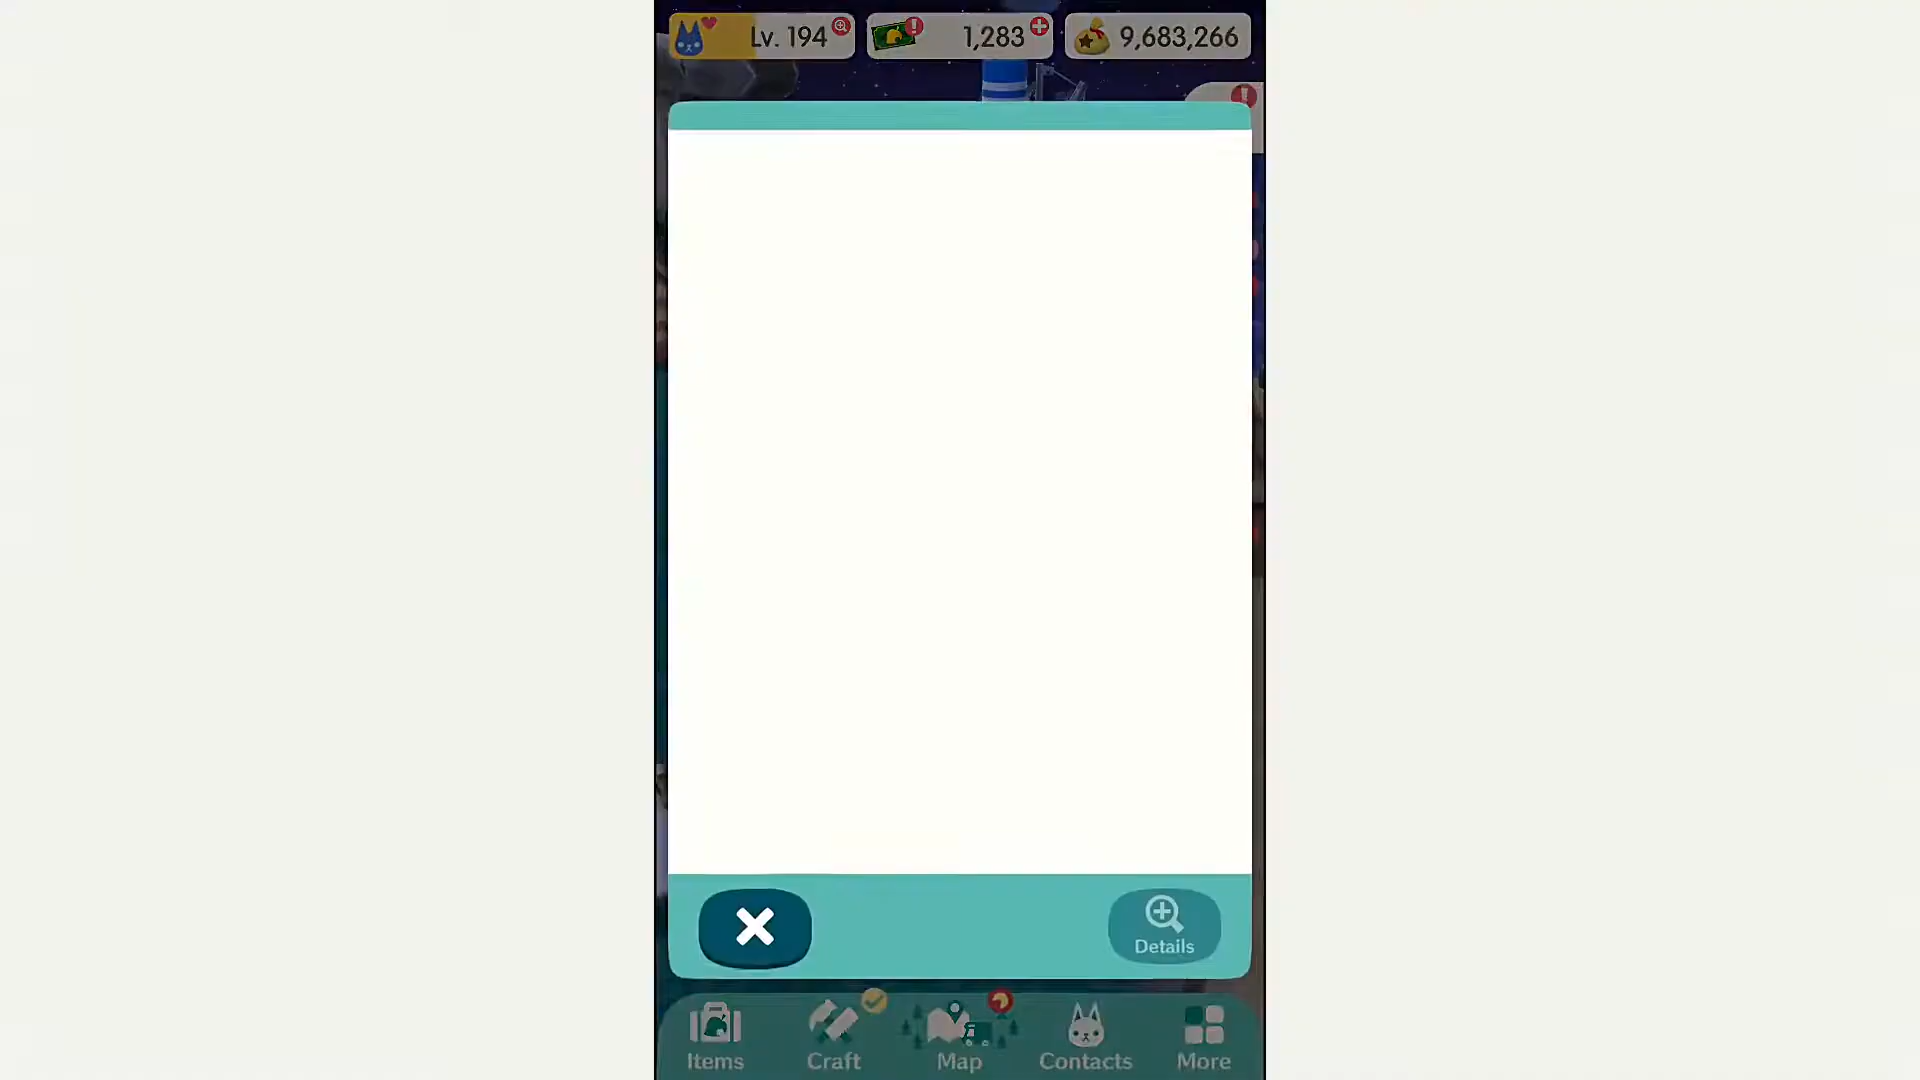 Lv. 194
1,283
9,683,266
Details
Items
Craft
Map
Contacts
More